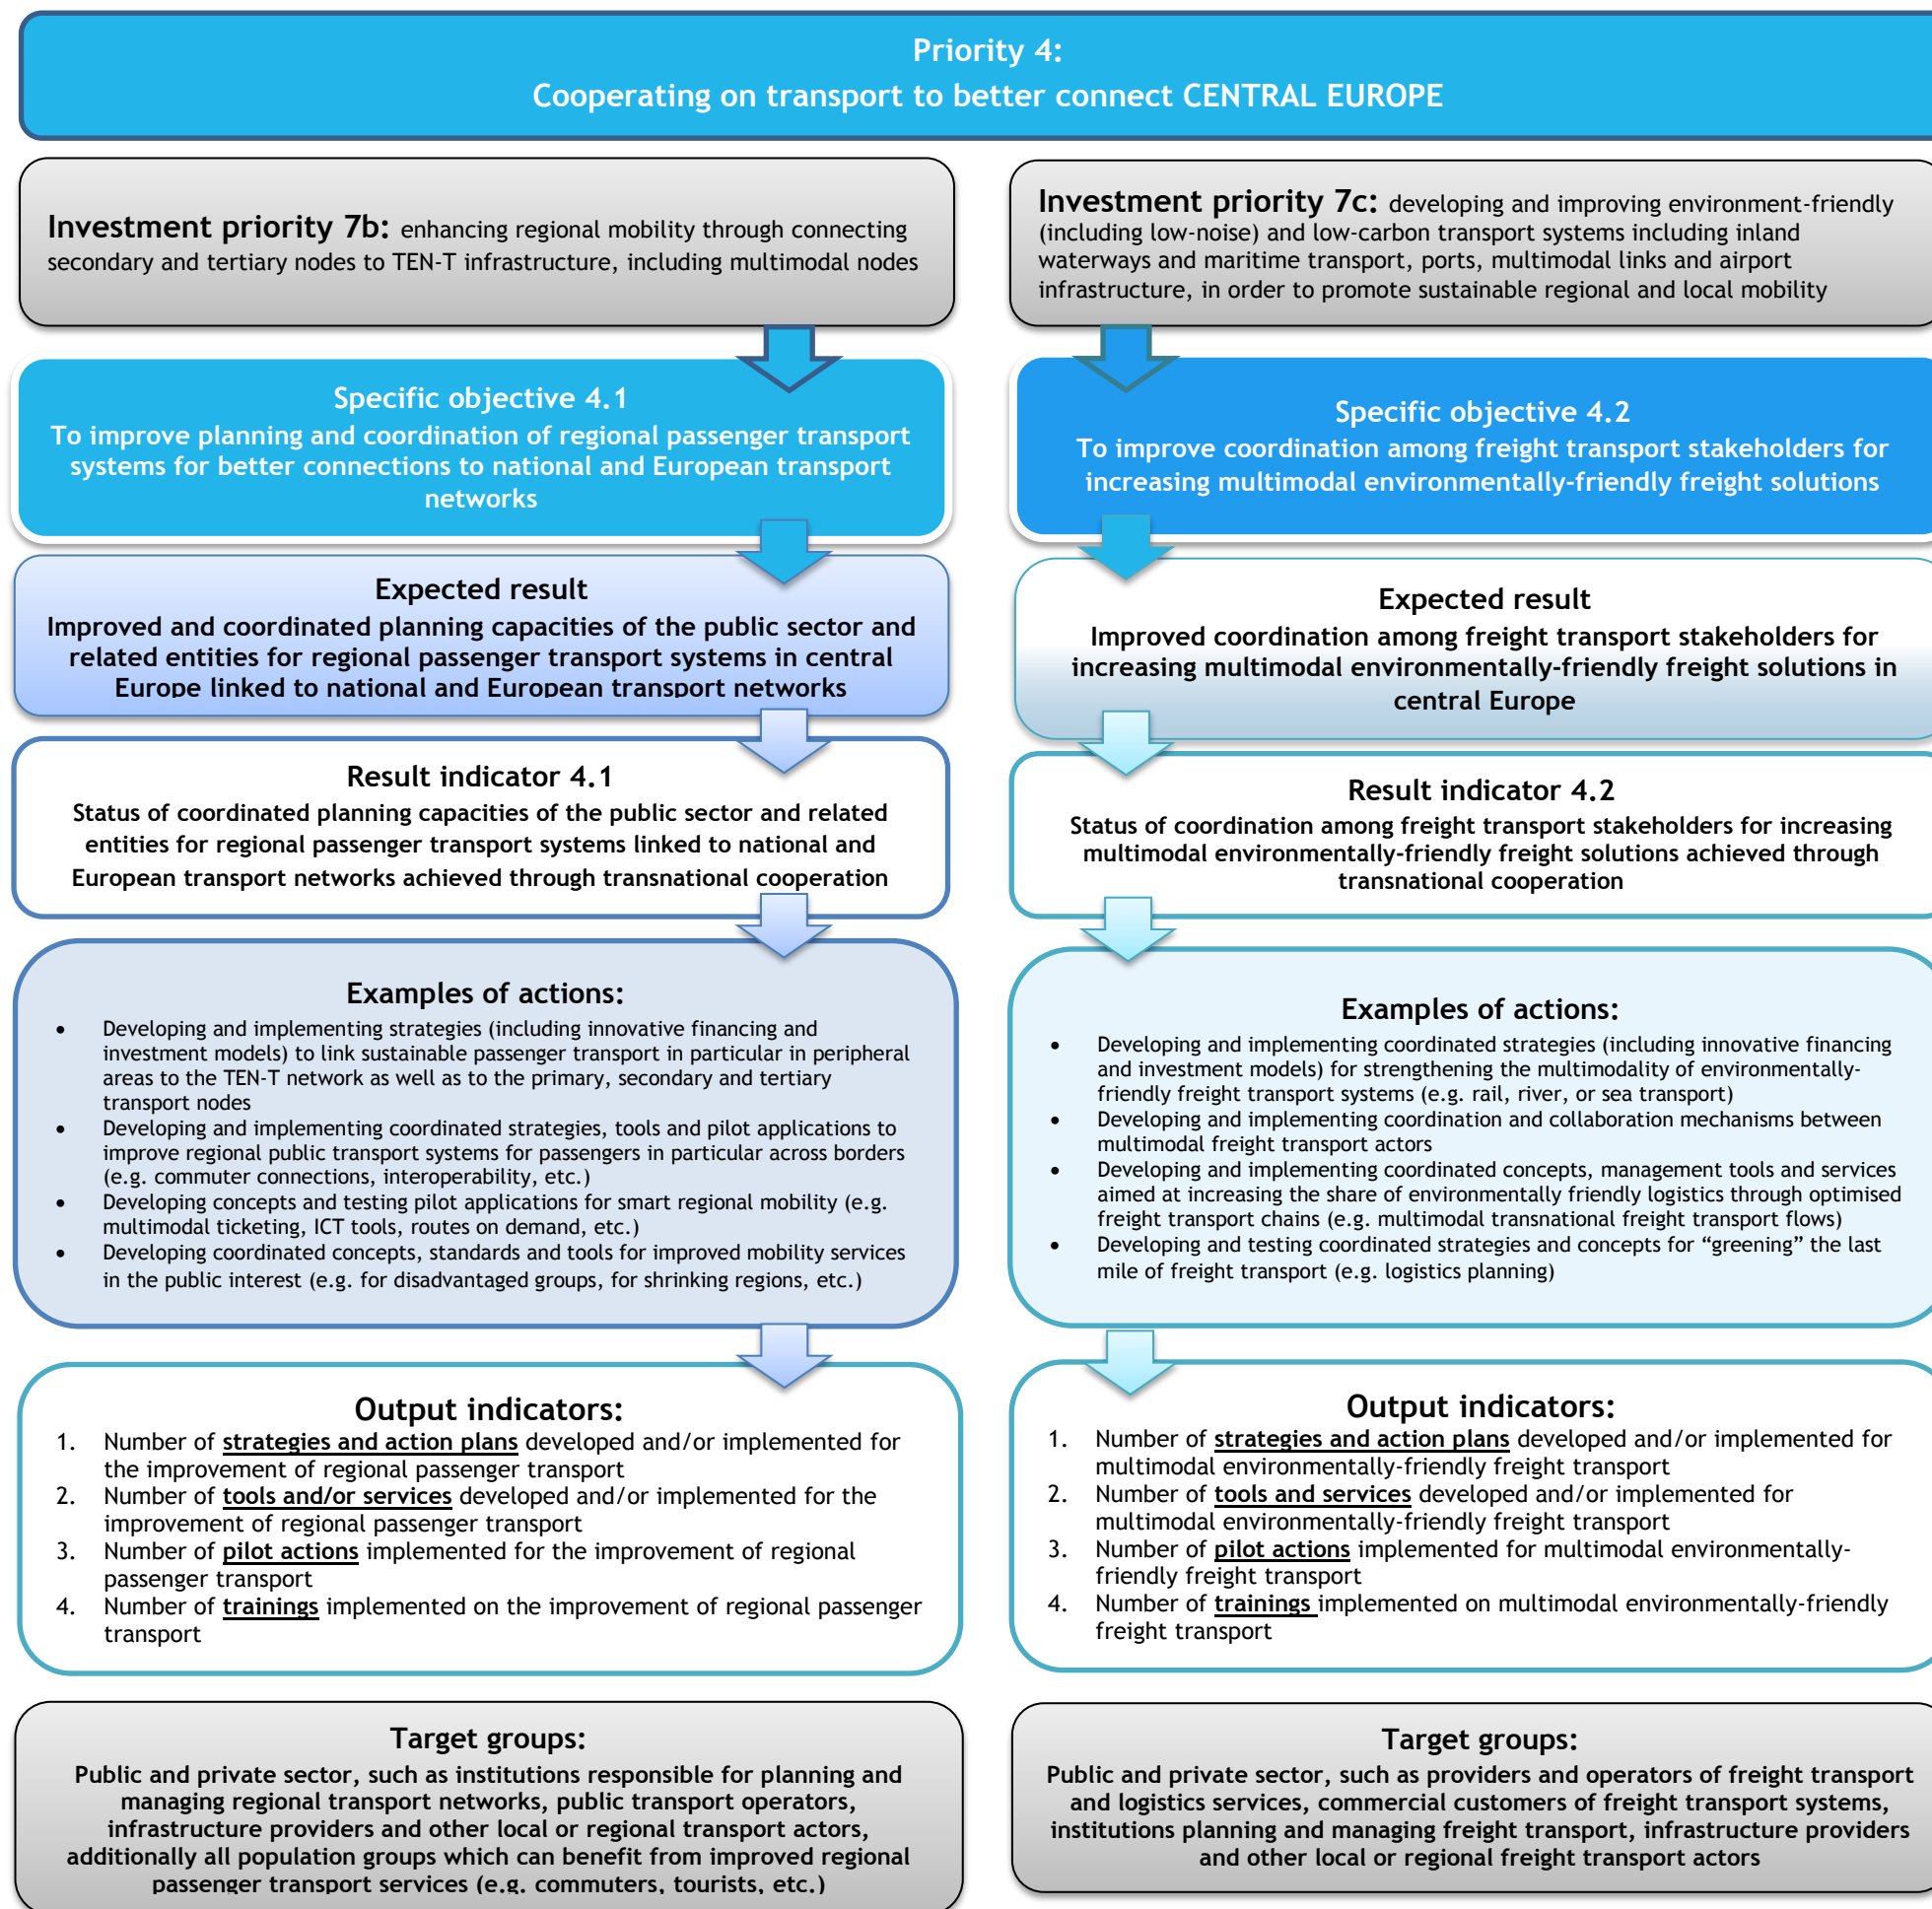 Priority 4:
Cooperating on transport to better connect CENTRAL EUROPE
Investment priority 7b: enhancing regional mobility through connecting
secondary and tertiary nodes to TEN-T infrastructure, including multimodal nodes
Specific objective 4.1
To improve planning and coordination of regional passenger transport
systems for better connections to national and European transport
networks
Expected result
Improved and coordinated planning capacities of the public sector and
related entities for regional passenger transport systems in central
Europe linked to national and European transport networks
Result indicator 4.1
Status of coordinated planning capacities of the public sector and related
entities for regional passenger transport systems linked to national and
European transport networks achieved through transnational cooperation
Examples of actions:
• Developing and implementing strategies (including innovative financing and
investment models) to link sustainable passenger transport in particular in peripheral
areas to the TEN-T network as well as to the primary, secondary and tertiary
transport nodes
• Developing and implementing coordinated strategies, tools and pilot applications to
improve regional public transport systems for passengers in particular across borders
(e.g. commuter connections, interoperability, etc.)
• Developing concepts and testing pilot applications for smart regional mobility (e.g.
multimodal ticketing, ICT tools, routes on demand, etc.)
• Developing coordinated concepts, standards and tools for improved mobility services
in the public interest (e.g. for disadvantaged groups, for shrinking regions, etc.)
Output indicators:
1. Number of strategies and action plans developed and/or implemented for
the improvement of regional passenger transport
2. Number of tools and/or services developed and/or implemented for the
improvement of regional passenger transport
3. Number of pilot actions implemented for the improvement of regional
passenger transport
4. Number of trainings implemented on the improvement of regional passenger
transport
Target groups:
Public and private sector, such as institutions responsible for planning and
managing regional transport networks, public transport operators,
infrastructure providers and other local or regional transport actors,
additionally all population groups which can benefit from improved regional
passenger transport services (e.g. commuters, tourists, etc.)
Investment priority 7c: developing and improving environment-friendly
(including low-noise) and low-carbon transport systems including inland
waterways and maritime transport, ports, multimodal links and airport
infrastructure, in order to promote sustainable regional and local mobility
Specific objective 4.2
To improve coordination among freight transport stakeholders for
increasing multimodal environmentally-friendly freight solutions
Expected result
Improved coordination among freight transport stakeholders for
increasing multimodal environmentally-friendly freight solutions in
central Europe
Result indicator 4.2
Status of coordination among freight transport stakeholders for increasing
multimodal environmentally-friendly freight solutions achieved through
transnational cooperation
Examples of actions:
• Developing and implementing coordinated strategies (including innovative financing
and investment models) for strengthening the multimodality of environmentally-
friendly freight transport systems (e.g. rail, river, or sea transport)
• Developing and implementing coordination and collaboration mechanisms between
multimodal freight transport actors
• Developing and implementing coordinated concepts, management tools and services
aimed at increasing the share of environmentally friendly logistics through optimised
freight transport chains (e.g. multimodal transnational freight transport flows)
• Developing and testing coordinated strategies and concepts for “greening” the last
mile of freight transport (e.g. logistics planning)
Output indicators:
1. Number of strategies and action plans developed and/or implemented for
multimodal environmentally-friendly freight transport
2. Number of tools and services developed and/or implemented for
multimodal environmentally-friendly freight transport
3. Number of pilot actions implemented for multimodal environmentally-
friendly freight transport
4. Number of trainings implemented on multimodal environmentally-friendly
freight transport
Target groups:
Public and private sector, such as providers and operators of freight transport
and logistics services, commercial customers of freight transport systems,
institutions planning and managing freight transport, infrastructure providers
and other local or regional freight transport actors